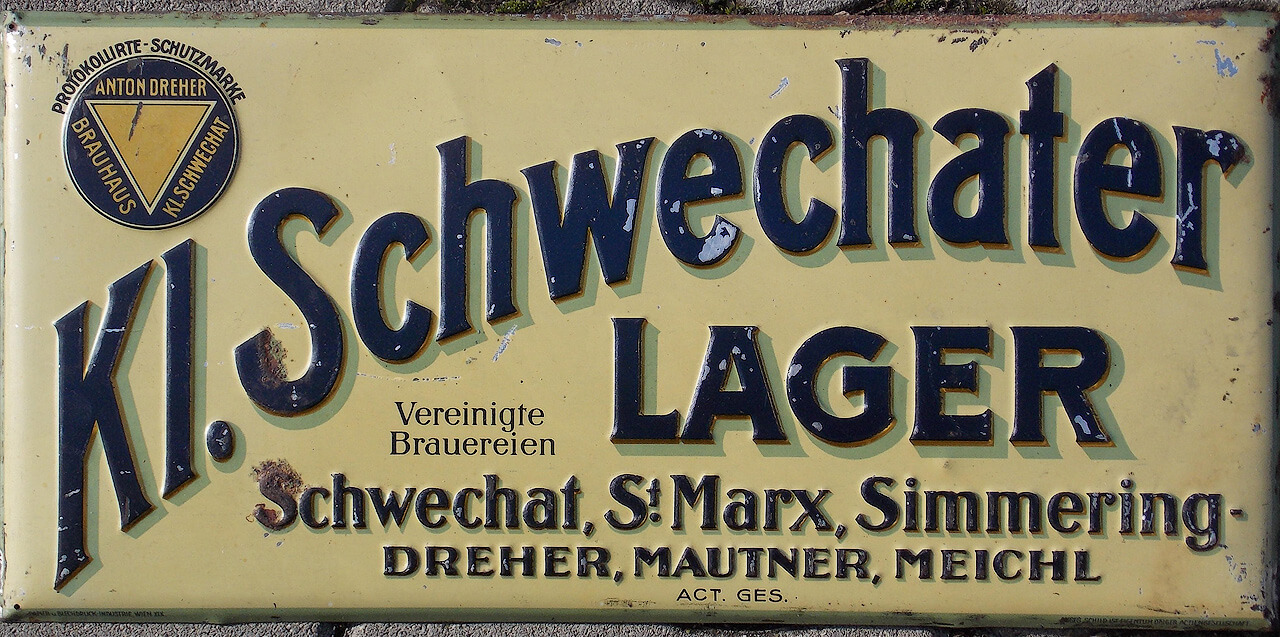 PROTOKOLLIRTE-SCHUTZMARKE
ANTON DREHER
BRAUHAUS
KL.SCHWECHAT
Kl. Schwechater
LAGER
Vereinigte
Brauereien
Schwechat, St. Marx, Simmering-
DREHER, MAUTNER, MEICHL
ACT. GES.